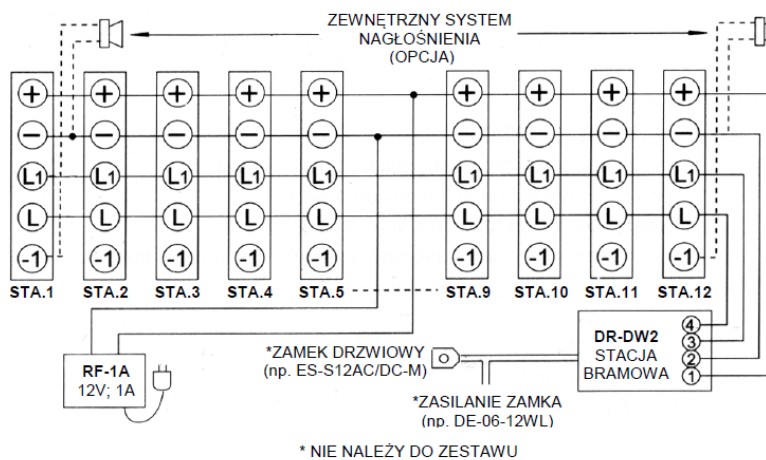 ZEWNĘTRZNY SYSTEM
NAGŁOŚNIENIA
(OPCJA)
+ + + + + + + + +
− − − − − − − − −
L1 L1 L1 L1 L1 L1 L1 L1 L1
L L L L L L L L L
-1 -1 -1 -1 -1 -1 -1 -1 -1
STA.1 STA.2 STA.3 STA.4 STA.5 STA.9 STA.10 STA.11 STA.12
RF-1A
12V; 1A
*ZAMEK DRZWIOWY
(np. ES-S12AC/DC-M)
*ZASILANIE ZAMKA
(np. DE-06-12WL)
DR-DW2
STACJA
BRAMOWA
4
3
2
1
* NIE NALEŻY DO ZESTAWU